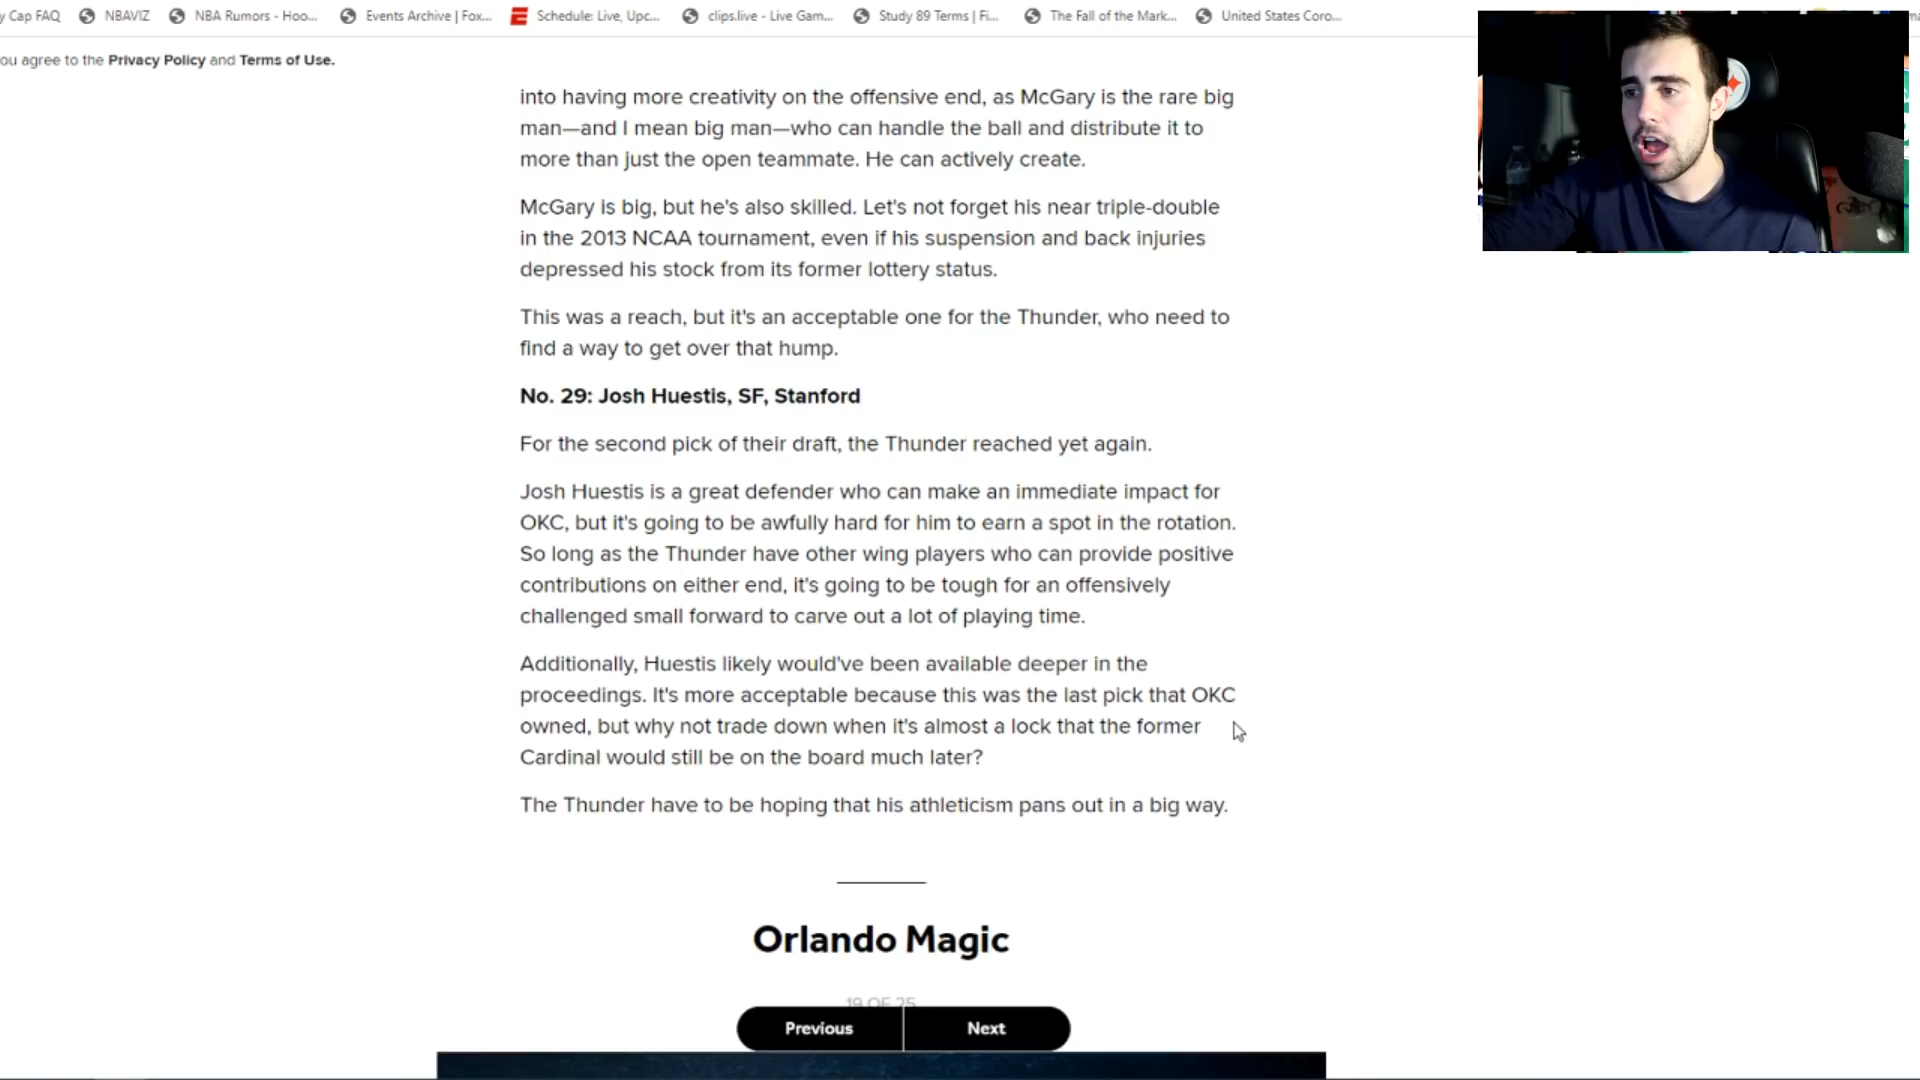 y Cap FAQ NBAVIZ NBA Rumors - Hoo... Events Archive | Fox... Schedule: Live, Upc... clips.live - Live Gam... Study 89 Terms | Fi... The Fall of the Mark... United States Coro...
ou agree to the Privacy Policy and Terms of Use.
into having more creativity on the offensive end, as McGary is the rare big
man—and I mean big man—who can handle the ball and distribute it to
more than just the open teammate. He can actively create.
McGary is big, but he's also skilled. Let's not forget his near triple-double
in the 2013 NCAA tournament, even if his suspension and back injuries
depressed his stock from its former lottery status.
This was a reach, but it's an acceptable one for the Thunder, who need to
find a way to get over that hump.
No. 29: Josh Huestis, SF, Stanford
For the second pick of their draft, the Thunder reached yet again.
Josh Huestis is a great defender who can make an immediate impact for
OKC, but it's going to be awfully hard for him to earn a spot in the rotation.
So long as the Thunder have other wing players who can provide positive
contributions on either end, it's going to be tough for an offensively
challenged small forward to carve out a lot of playing time.
Additionally, Huestis likely would've been available deeper in the
proceedings. It's more acceptable because this was the last pick that OKC
owned, but why not trade down when it's almost a lock that the former
Cardinal would still be on the board much later?
The Thunder have to be hoping that his athleticism pans out in a big way.
Orlando Magic
19 OF 25
Previous Next